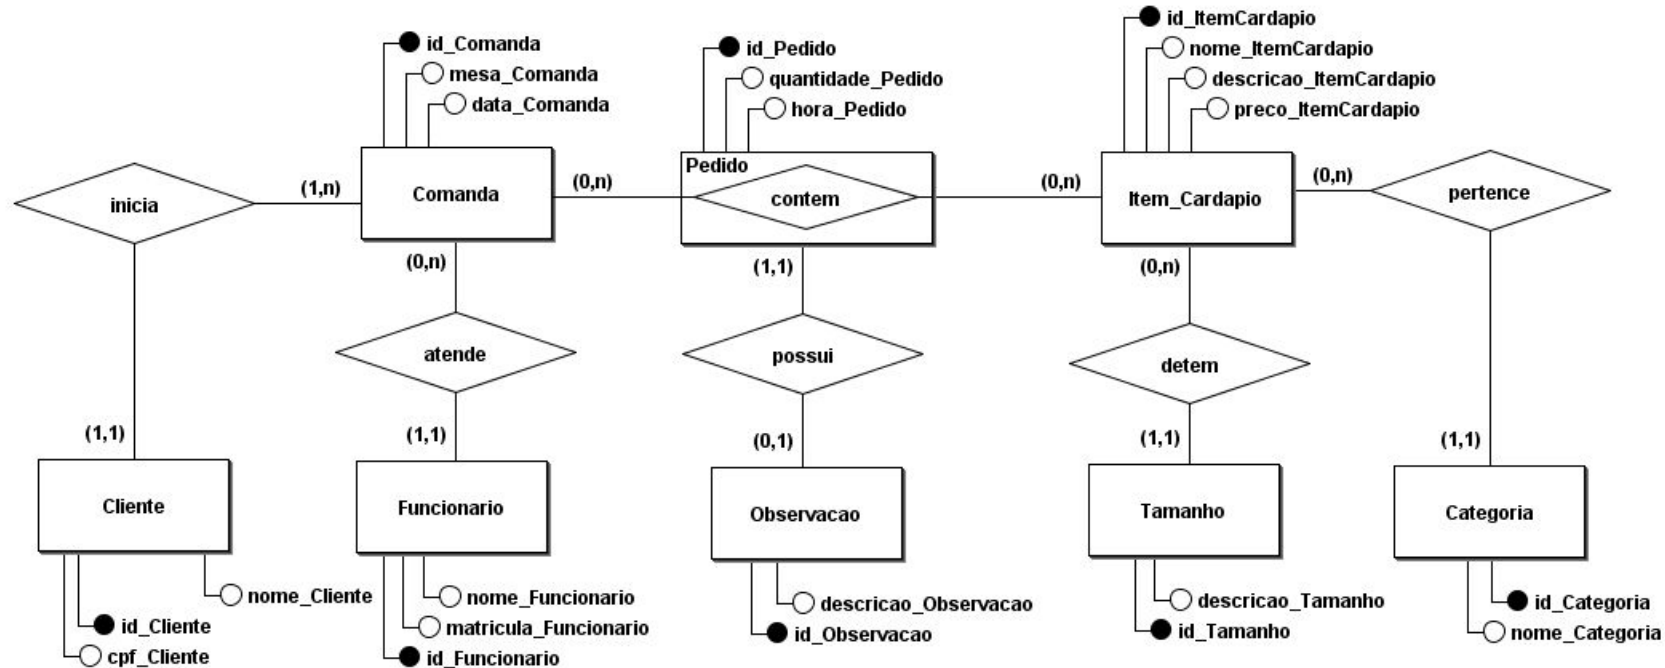 id_Comanda
mesa_Comanda
data_Comanda
id_Pedido
quantidade_Pedido
hora_Pedido
id_ItemCardapio
nome_ItemCardapio
descricao_ItemCardapio
preco_ItemCardapio
inicia
(1,n)
Comanda
(0,n)
Pedido
contem
(0,n)
Item_Cardapio
(0,n)
pertence
(0,n)
(1,1)
(0,n)
atende
possui
detem
(1,1)
(1,1)
(0,1)
(1,1)
(1,1)
Cliente
Funcionario
Observacao
Tamanho
Categoria
nome_Cliente
id_Cliente
cpf_Cliente
nome_Funcionario
matricula_Funcionario
id_Funcionario
descricao_Observacao
id_Observacao
descricao_Tamanho
id_Tamanho
id_Categoria
nome_Categoria